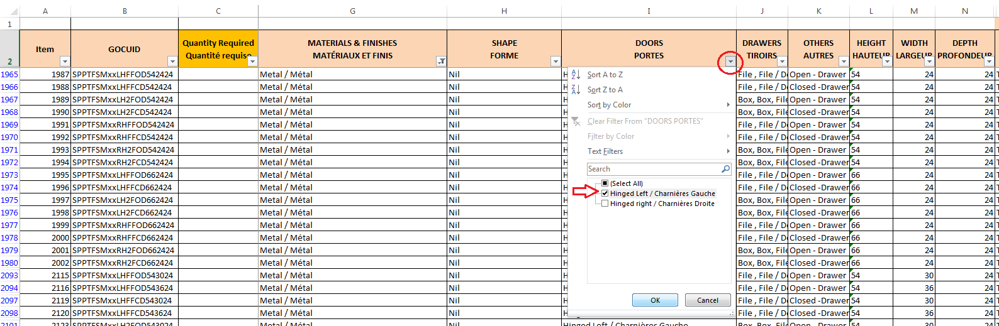 A B C G H I J K L M N
1
2 Item GOCUID Quantity Required Quantité requise MATERIALS & FINISHES MATÉRIAUX ET FINIS SHAPE FORME DOORS PORTES DRAWERS TIROIRS OTHERS AUTRES HEIGHT HAUTEUR WIDTH LARGEUR DEPTH PROFONDEUR
1965 1987 SPPTFSMxxLHFFOD542424 Metal / Métal Nil H File , File / De Open - Drawer 54 24 24 T
1966 1988 SPPTFSMxxLHFFCD542424 Metal / Métal Nil H File , File / De Closed -Drawer 54 24 24 T
1967 1989 SPPTFSMxxLH2FOD542424 Metal / Métal Nil H Box, Box, File Open - Drawer 54 24 24 T
1968 1990 SPPTFSMxxLH2FCD542424 Metal / Métal Nil H Box, Box, File Closed -Drawer 54 24 24 T
1969 1991 SPPTFSMxxRHFFOD542424 Metal / Métal Nil H File , File / De Open - Drawer 54 24 24 T
1970 1992 SPPTFSMxxRHFFCD542424 Metal / Métal Nil H File , File / De Closed -Drawer 54 24 24 T
1971 1993 SPPTFSMxxRH2FOD542424 Metal / Métal Nil H Box, Box, File Open - Drawer 54 24 24 T
1972 1994 SPPTFSMxxRH2FCD542424 Metal / Métal Nil H Box, Box, File Closed -Drawer 54 24 24 T
1973 1995 SPPTFSMxxLHFFOD662424 Metal / Métal Nil H File , File / De Open - Drawer 66 24 24 T
1974 1996 SPPTFSMxxLHFFCD662424 Metal / Métal Nil H File , File / De Closed -Drawer 66 24 24 T
1975 1997 SPPTFSMxxLH2FOD662424 Metal / Métal Nil H Box, Box, File Open - Drawer 66 24 24 T
1976 1998 SPPTFSMxxLH2FCD662424 Metal / Métal Nil H Box, Box, File Closed -Drawer 66 24 24 T
1977 1999 SPPTFSMxxRHFFOD662424 Metal / Métal Nil H File , File / De Open - Drawer 66 24 24 T
1978 2000 SPPTFSMxxRHFFCD662424 Metal / Métal Nil H File , File / De Closed -Drawer 66 24 24 T
1979 2001 SPPTFSMxxRH2FOD662424 Metal / Métal Nil H Box, Box, File Open - Drawer 66 24 24 T
1980 2002 SPPTFSMxxRH2FCD662424 Metal / Métal Nil H Box, Box, File Closed -Drawer 66 24 24 T
2093 2115 SPPTFSMxxLHFFOD543024 Metal / Métal Nil H File , File / De Open - Drawer 54 30 24 T
2094 2116 SPPTFSMxxLHFFOD543624 Metal / Métal Nil H File , File / De Open - Drawer 54 36 24 T
2097 2119 SPPTFSMxxLHFFCD543024 Metal / Métal Nil H File , File / De Closed -Drawer 54 30 24 T
2098 2120 SPPTFSMxxLHFFCD543624 Metal / Métal Nil File , File / De Closed -Drawer 54 36 24 T
2101 2123 SPPTFSMxxLH2FOD543024 Metal / Métal Nil Hinged Left / Charnières Gauche Box, Box, File Open - Drawer 54 30 24 T
Sort A to Z
Sort Z to A
Sort by Color
Clear Filter From "DOORS PORTES"
Filter by Color
Text Filters
Search
(Select All)
Hinged Left / Charnières Gauche
Hinged right / Charnières Droite
OK Cancel